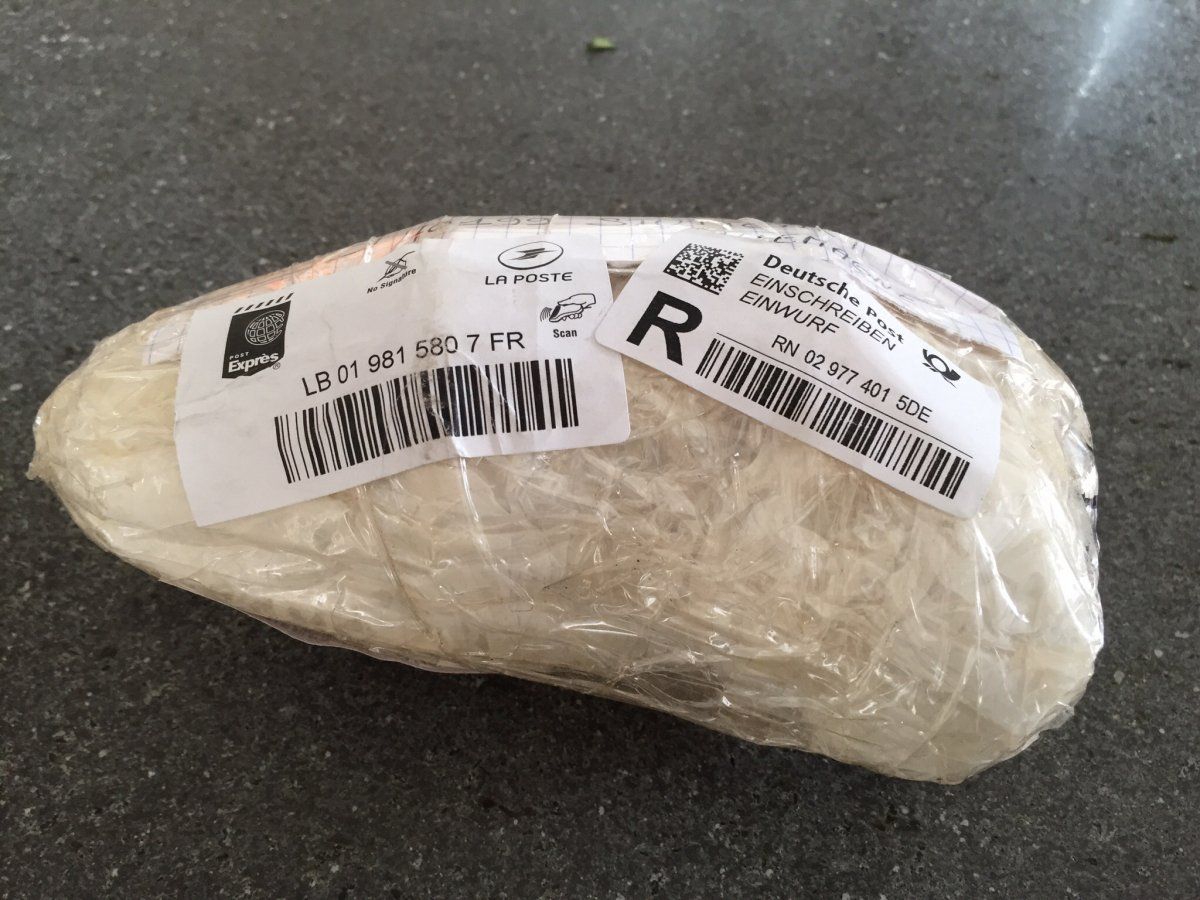 No Signature
LA POSTE
Scan
POST
Exprès
LB 01 981 580 7 FR
Deutsche Post
EINSCHREIBEN
EINWURF
R
RN 02 977 401 5DE